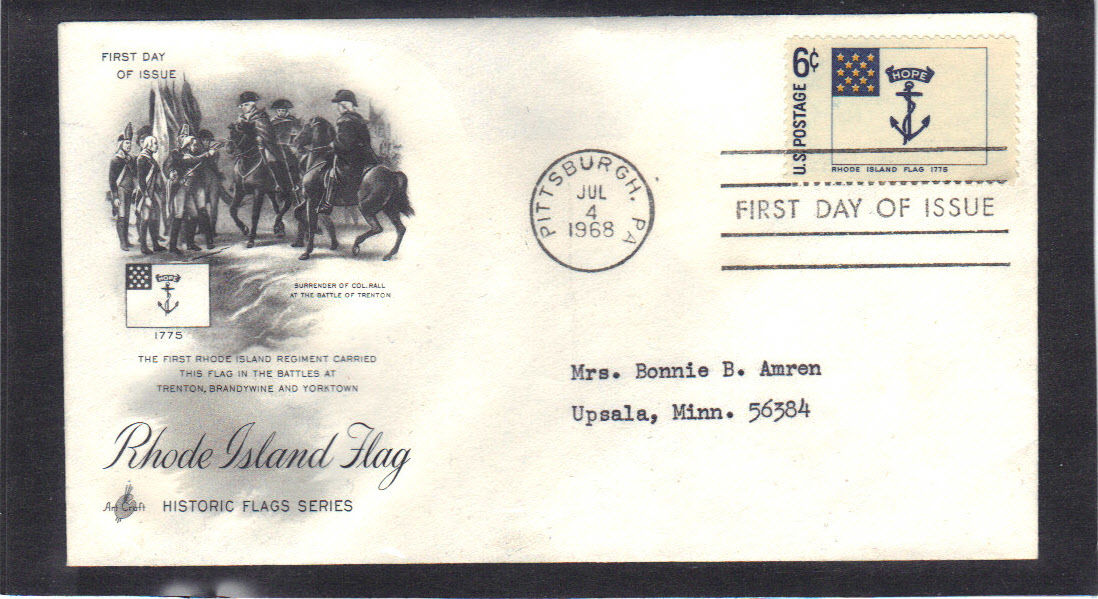 FIRST DAY
OF ISSUE
HOPE
1775
SURRENDER OF COL. RALL
AT THE BATTLE OF TRENTON
THE FIRST RHODE ISLAND REGIMENT CARRIED
THIS FLAG IN THE BATTLES AT
TRENTON, BRANDYWINE AND YORKTOWN
Rhode Island Flag
Art Craft HISTORIC FLAGS SERIES
PITTSBURGH, PA
JUL
4
1968
6¢
U.S. POSTAGE
HOPE
RHODE ISLAND FLAG 1775
FIRST DAY OF ISSUE
Mrs. Bonnie B. Amren
Upsala, Minn. 56384